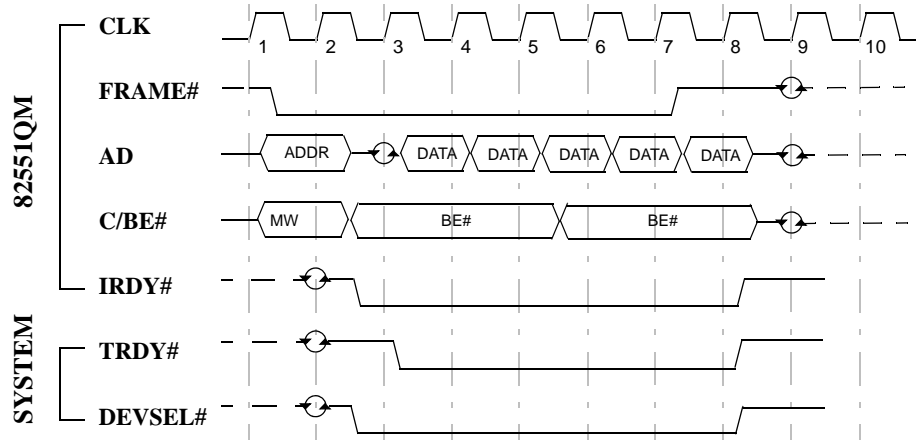 CLK
1 2 3 4 5 6 7 8 9 10
FRAME#
AD ADDR DATA DATA DATA DATA DATA
C/BE# MW BE# BE#
IRDY#
82551QM
TRDY#
DEVSEL#
SYSTEM